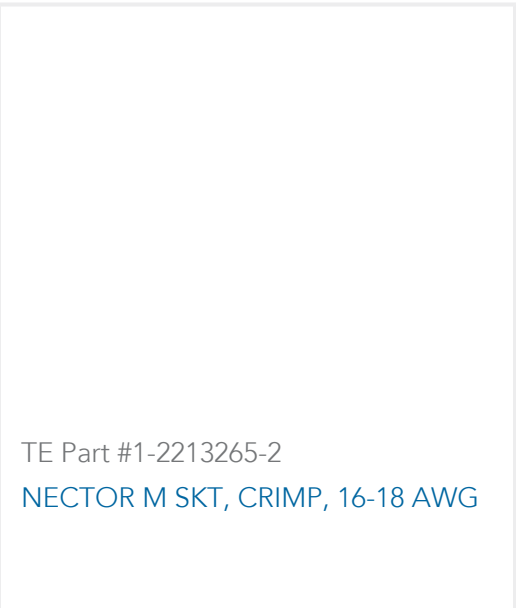 TE Part #1-2213265-2
NECTOR M SKT, CRIMP, 16-18 AWG